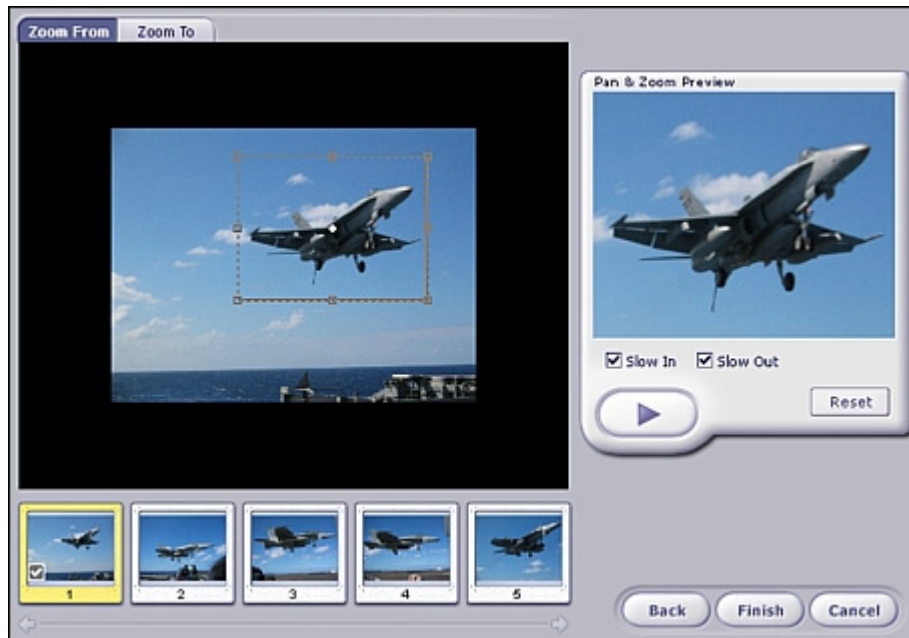 Zoom From
Zoom To
Pan & Zoom Preview
Slow In
Slow Out
Reset
1
2
3
4
5
Back
Finish
Cancel